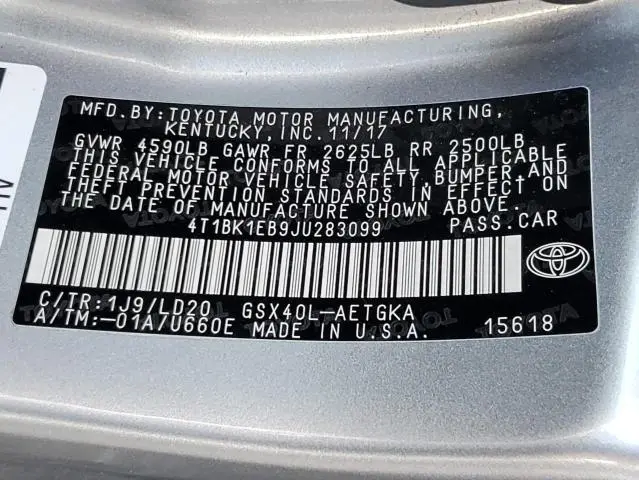 MFD.BY:TOYOTA MOTOR MANUFACTURING,
KENTUCKY,INC. 11/17
GVWR 4590LB GAWR FR 2625LB RR 2500LB
THIS VEHICLE CONFORMS TO ALL APPLICABLE
FEDERAL MOTOR VEHICLE SAFETY,BUMPER,AND
THEFT PREVENTION STANDARDS IN EFFECT ON
THE DATE OF MANUFACTURE SHOWN ABOVE.
4T1BK1EB9JU283099 PASS.CAR
C/TR:1J9/LD20 GSX40L-AETGKA
A/TM:-01A/U660E MADE IN U.S.A. 15618